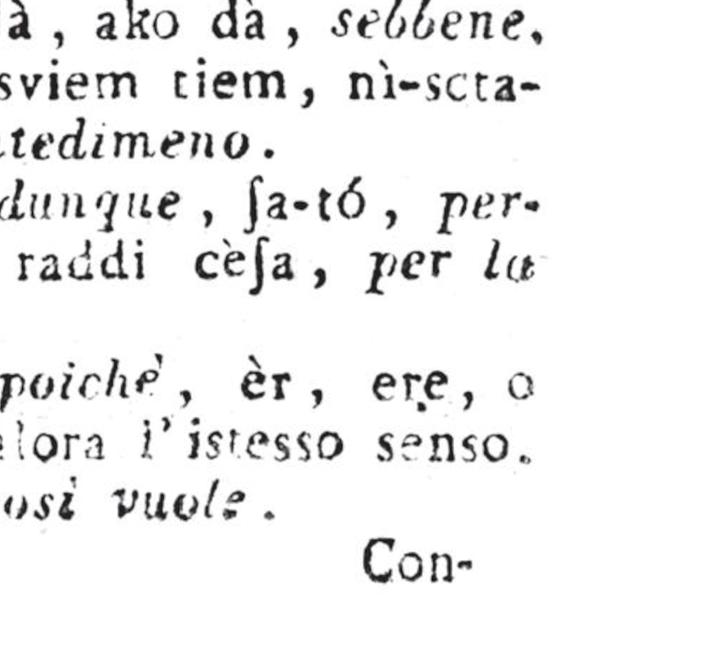 à, ako dà, sebbene,
sviem tiem, nì-scta-
tedimeno.
dunque, ſa-tó, per-
raddi cèſa, per la
poichè, èr, ere, o
lora l'istesso senso.
osì vuole.
Con-